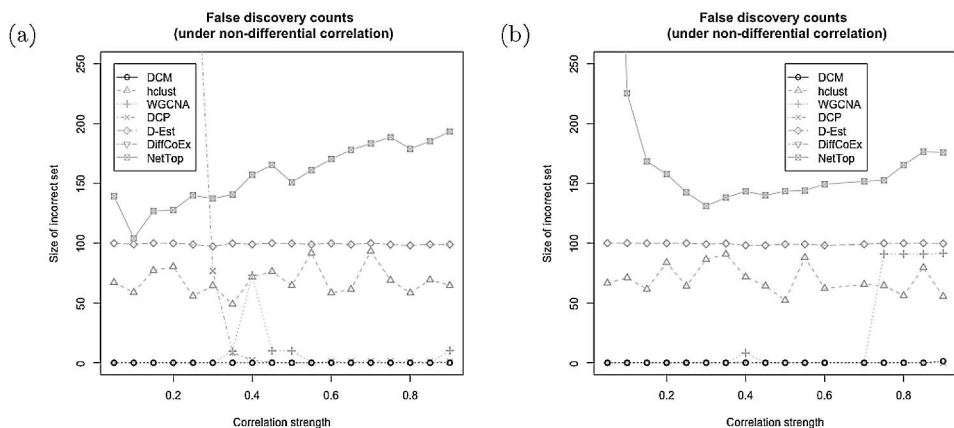 (a)
False discovery counts
(under non-differential correlation)
Size of incorrect set
250
200
150
100
50
0
DCM
hclust
WGCNA
DCP
D-Est
DiffCoEx
NetTop
0.2
0.4
0.6
0.8
Correlation strength
(b)
False discovery counts
(under non-differential correlation)
Size of incorrect set
250
200
150
100
50
0
DCM
hclust
WGCNA
DCP
D-Est
DiffCoEx
NetTop
0.2
0.4
0.6
0.8
Correlation strength